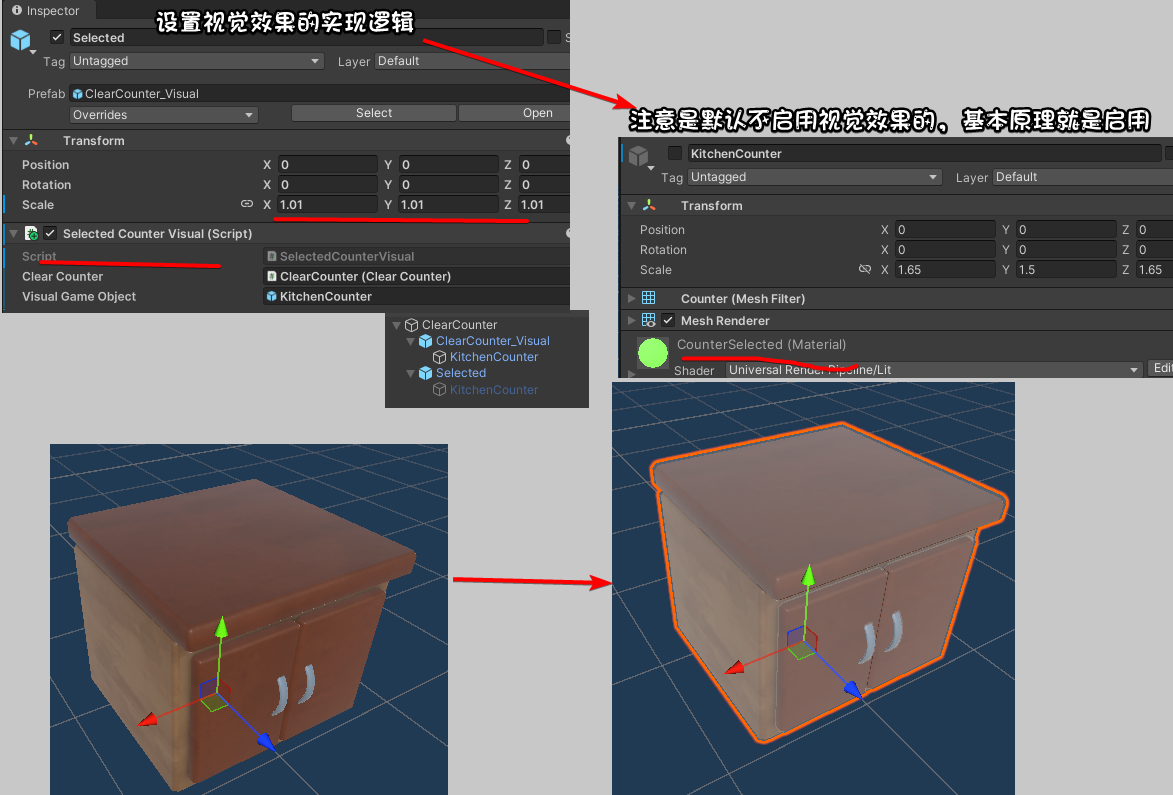 Inspector
设置视觉效果的实现逻辑
Selected
S
Tag Untagged Layer Default
Prefab ClearCounter_Visual
Overrides Select Open
Transform
Position X 0 Y 0 Z 0
Rotation X 0 Y 0 Z 0
Scale X 1.01 Y 1.01 Z 1.01
Selected Counter Visual (Script)
Script SelectedCounterVisual
Clear Counter ClearCounter (Clear Counter)
Visual Game Object KitchenCounter
注意是默认不启用视觉效果的，基本原理就是启用
KitchenCounter
Tag Untagged Layer Default
Transform
Position X 0 Y 0 Z 0
Rotation X 0 Y 0 Z 0
Scale X 1.65 Y 1.5 Z 1.65
Counter (Mesh Filter)
Mesh Renderer
CounterSelected (Material)
Shader Universal Render Pipeline/Lit Edit
ClearCounter
ClearCounter_Visual
KitchenCounter
Selected
KitchenCounter